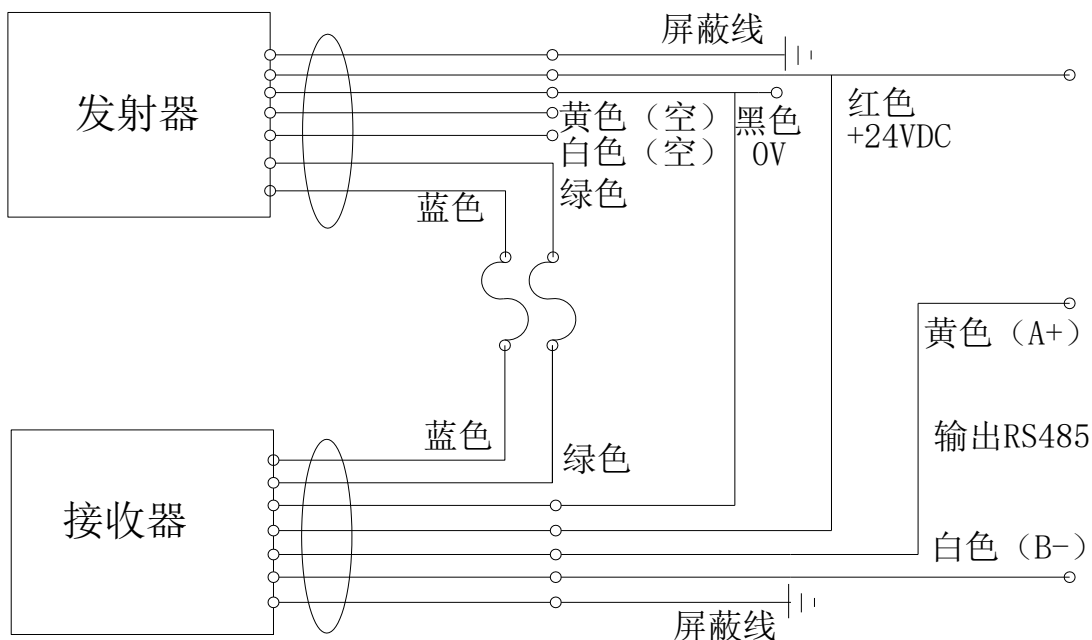 屏蔽线
发射器
黄色（空）
白色（空）
黑色
0V
红色
+24VDC
蓝色
绿色
黄色（A+）
输出RS485
蓝色
绿色
接收器
白色（B-）
屏蔽线